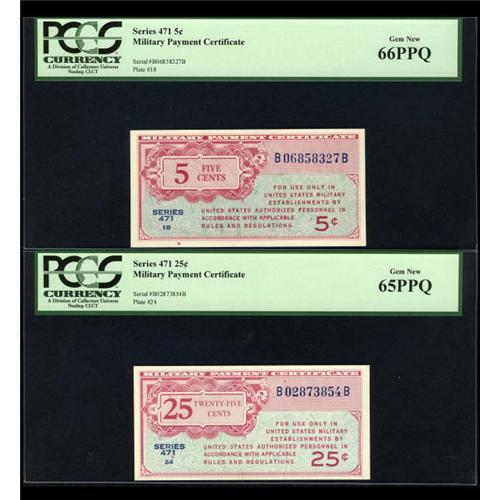 PCGS
CURRENCY
A Division of Collectors Universe
Nasdaq: CLCT
Series 471 5¢
Military Payment Certificate
Serial#B06858327B
Plate #18
Gem New
66PPQ
MILITARY PAYMENT CERTIFICATE
B06858327B
5 FIVE
CENTS
FOR USE ONLY IN
UNITED STATES MILITARY
ESTABLISHMENTS BY
UNITED STATES AUTHORIZED PERSONNEL IN
ACCORDANCE WITH APPLICABLE
RULES AND REGULATIONS.
SERIES
471
18
5¢
PCGS
CURRENCY
A Division of Collectors Universe
Nasdaq: CLCT
Series 471 25¢
Military Payment Certificate
Serial#B02873854B
Plate #24
Gem New
65PPQ
MILITARY PAYMENT CERTIFICATE
B02873854B
25 TWENTY-FIVE
CENTS
FOR USE ONLY IN
UNITED STATES MILITARY
ESTABLISHMENTS BY
UNITED STATES AUTHORIZED PERSONNEL IN
ACCORDANCE WITH APPLICABLE
RULES AND REGULATIONS.
SERIES
471
24
25¢